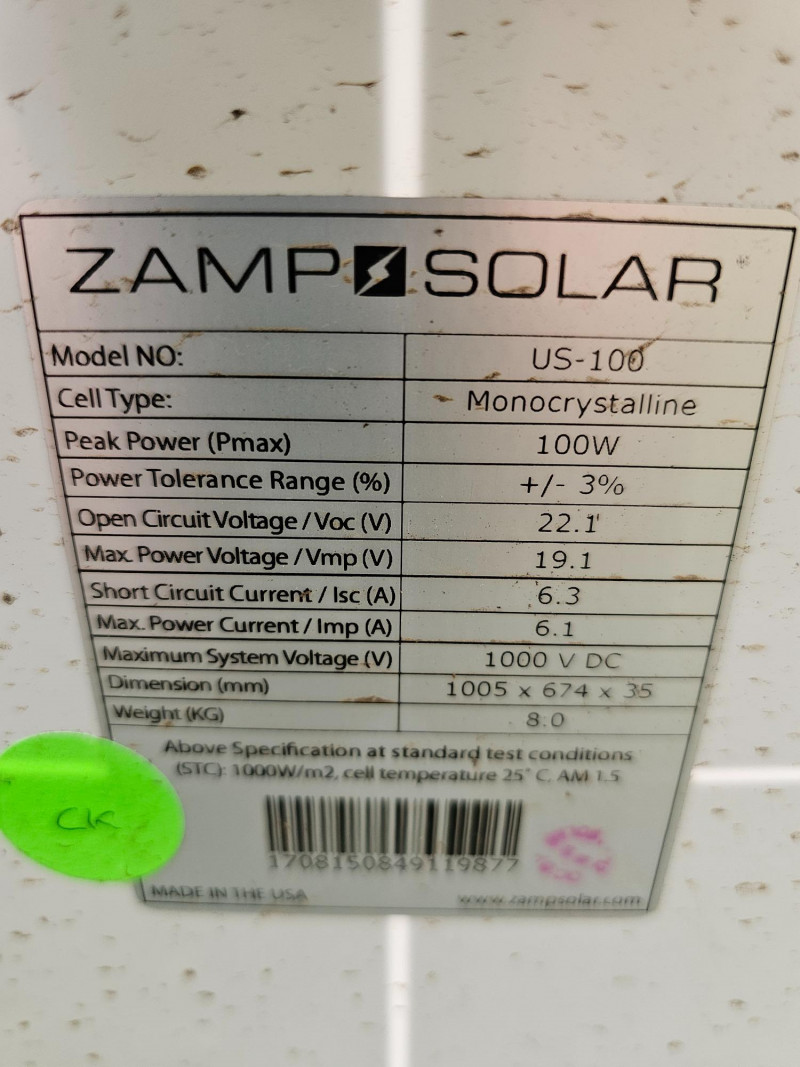 ZAMP SOLAR
Model NO: US-100
Cell Type: Monocrystalline
Peak Power (Pmax) 100W
Power Tolerance Range (%) +/- 3%
Open Circuit Voltage / Voc (V) 22.1
Max. Power Voltage / Vmp (V) 19.1
Short Circuit Current / Isc (A) 6.3
Max. Power Current / Imp (A) 6.1
Maximum System Voltage (V) 1000 V DC
Dimension (mm) 1005 x 674 x 35
Weight (KG) 8.0
Above Specification at standard test conditions
(STC): 1000W/m2, cell temperature 25° C, AM 1.5
1708150849119877
CK
MADE IN THE USA www.zampsolar.com